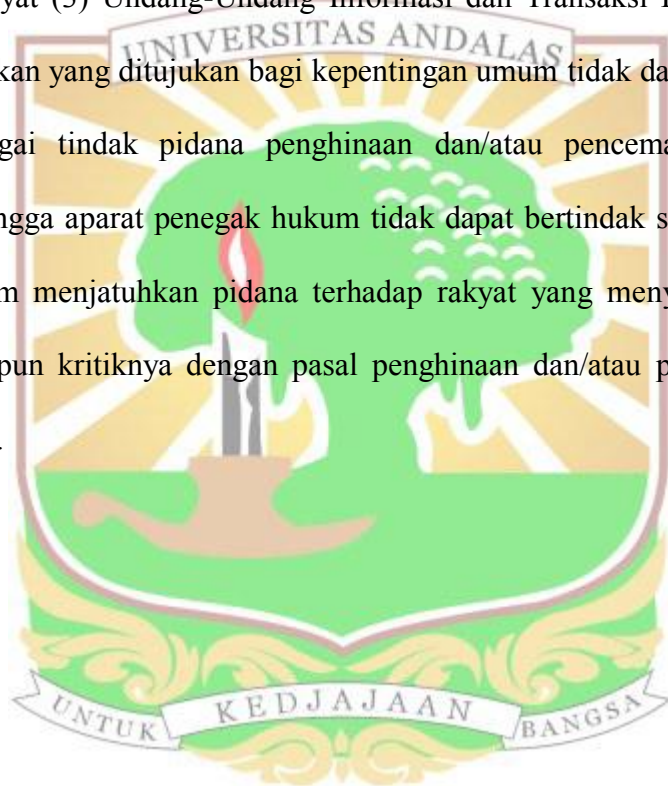 yat (3) Undang-Undang Informasi dan Transaksi
UNIVERSITAS ANDALAS
kan yang ditujukan bagi kepentingan umum tidak da
gai tindak pidana penghinaan dan/atau pencema
ngga aparat penegak hukum tidak dapat bertindak s
m menjatuhkan pidana terhadap rakyat yang meny
pun kritiknya dengan pasal penghinaan dan/atau p
.
UNTUK KEDJAJAAN BANGSA